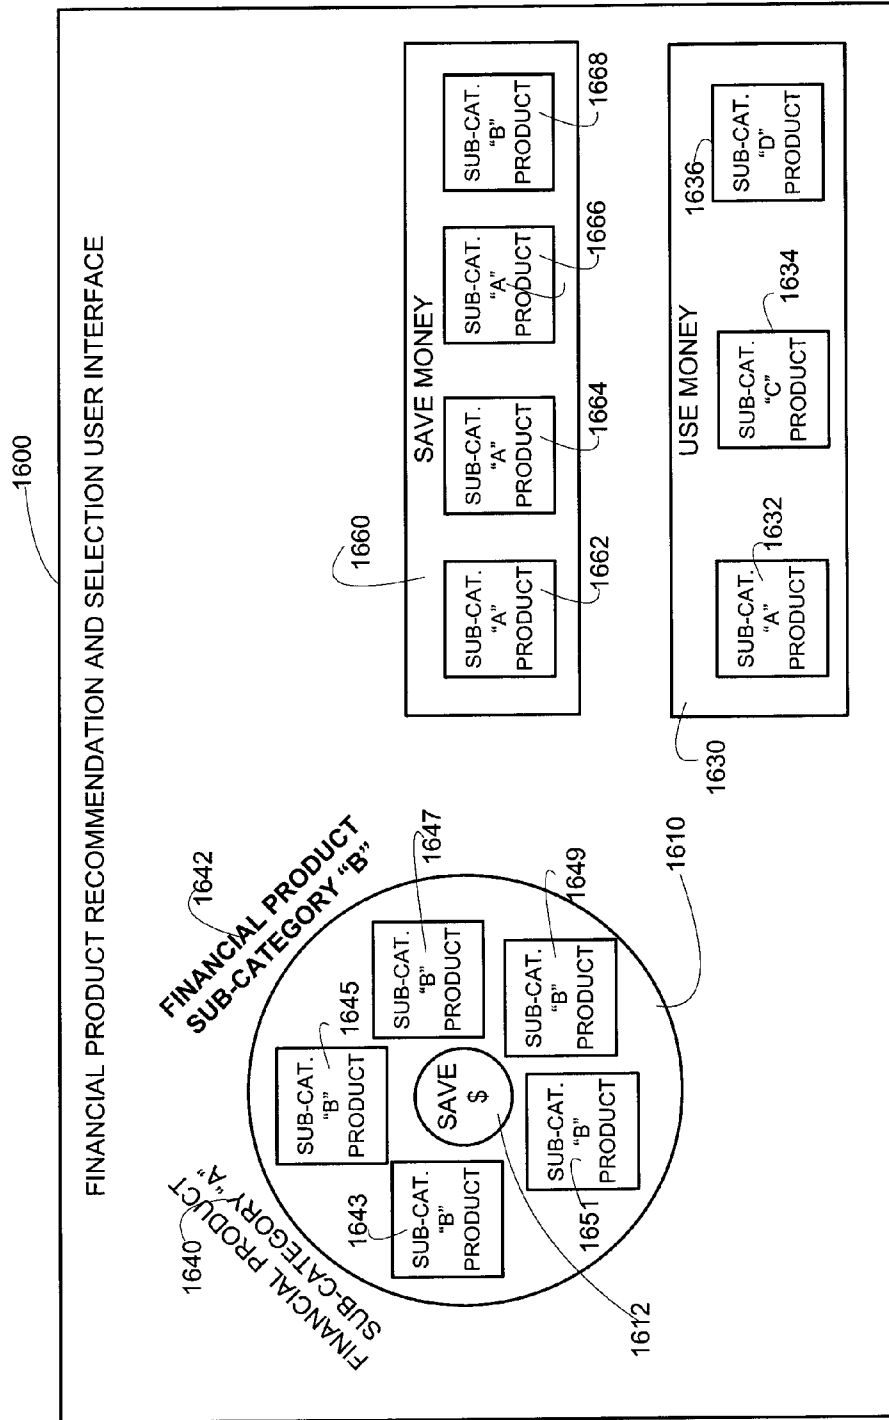 1600
FINANCIAL PRODUCT RECOMMENDATION AND SELECTION USER INTERFACE
1640
FINANCIAL PRODUCT
SUB-CATEGORY "A"
1642
FINANCIAL PRODUCT
SUB-CATEGORY "B"
1643
SUB-CAT.
"B"
PRODUCT
1645
SUB-CAT.
"B"
PRODUCT
1647
SUB-CAT.
"B"
PRODUCT
1649
SUB-CAT.
"B"
PRODUCT
1651
SUB-CAT.
"B"
PRODUCT
SAVE
$
1612
1610
1660
SAVE MONEY
SUB-CAT.
"A"
PRODUCT
1662
SUB-CAT.
"A"
PRODUCT
1664
SUB-CAT.
"A"
PRODUCT
1666
SUB-CAT.
"B"
PRODUCT
1668
1630
USE MONEY
SUB-CAT.
"A"
PRODUCT
1632
SUB-CAT.
"C"
PRODUCT
1634
SUB-CAT.
"D"
PRODUCT
1636